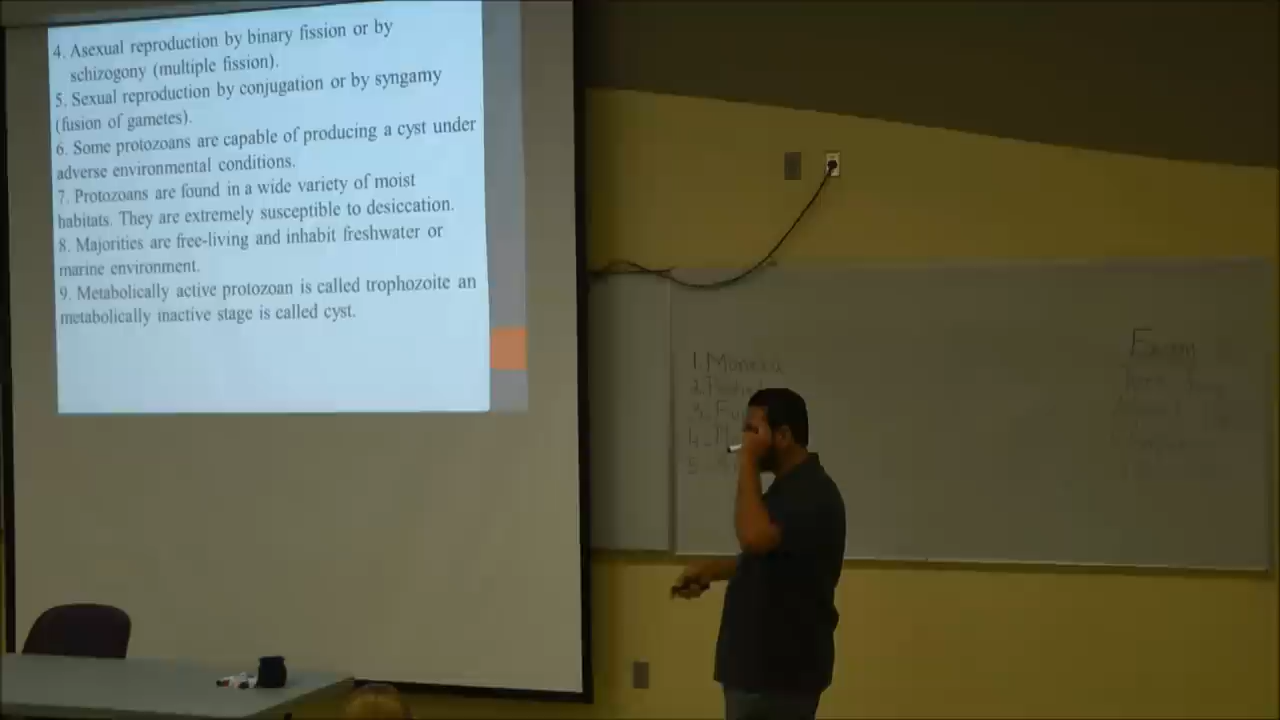 4. Asexual reproduction by binary fission or by
schizogony (multiple fission).
5. Sexual reproduction by conjugation or by syngamy
(fusion of gametes).
6. Some protozoans are capable of producing a cyst under
adverse environmental conditions.
7. Protozoans are found in a wide variety of moist
habitats. They are extremely susceptible to desiccation.
8. Majorities are free-living and inhabit freshwater or
marine environment.
9. Metabolically active protozoan is called trophozoite an
metabolically inactive stage is called cyst.
1. Monera
2.
3.
4.
5.